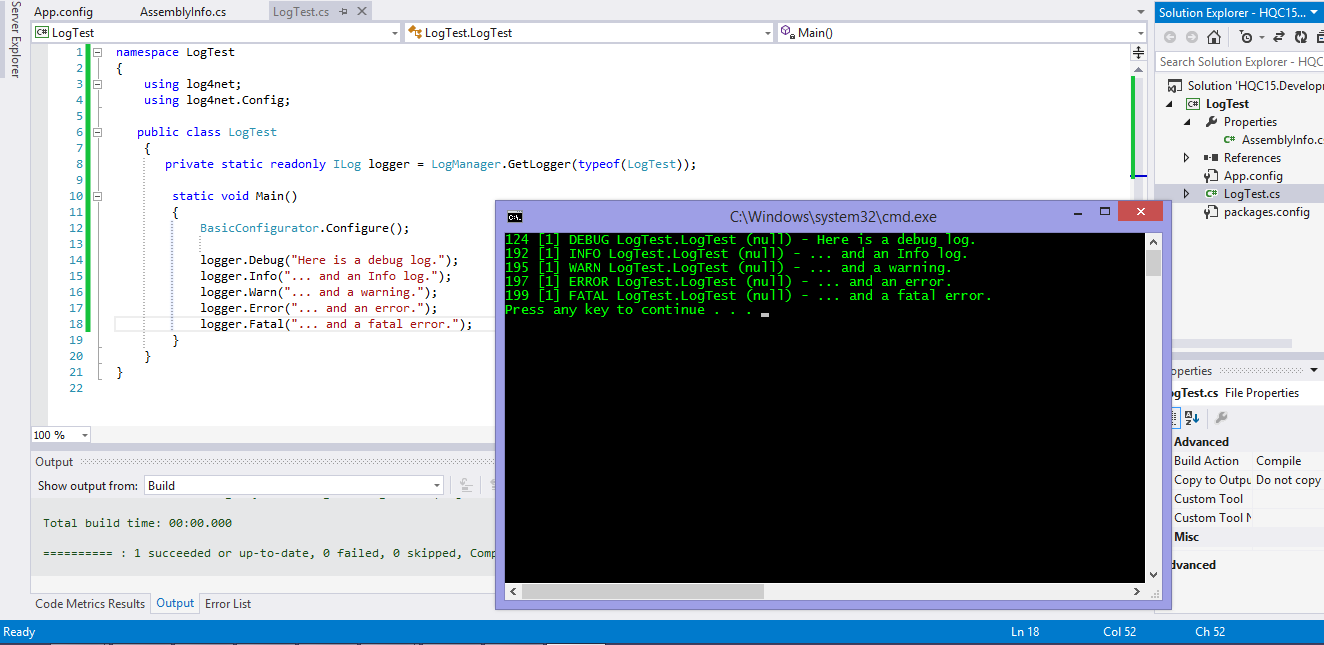 Server Explorer
App.config AssemblyInfo.cs LogTest.cs
C# LogTest LogTest.LogTest Main()
1 namespace LogTest
2 {
3 using log4net;
4 using log4net.Config;
5
6 public class LogTest
7 {
8 private static readonly ILog logger = LogManager.GetLogger(typeof(LogTest));
9
10 static void Main()
11 {
12 BasicConfigurator.Configure();
13
14 logger.Debug("Here is a debug log.");
15 logger.Info("... and an Info log.");
16 logger.Warn("... and a warning.");
17 logger.Error("... and an error.");
18 logger.Fatal("... and a fatal error.");
19 }
20 }
21 }
22
100 %
Output
Show output from: Build
Total build time: 00:00.000
========== : 1 succeeded or up-to-date, 0 failed, 0 skipped, Comp
Code Metrics Results Output Error List
Ready Ln 18 Col 52 Ch 52
C:\Windows\system32\cmd.exe
124 [1] DEBUG LogTest.LogTest (null) - Here is a debug log.
192 [1] INFO LogTest.LogTest (null) - ... and an Info log.
195 [1] WARN LogTest.LogTest (null) - ... and a warning.
197 [1] ERROR LogTest.LogTest (null) - ... and an error.
199 [1] FATAL LogTest.LogTest (null) - ... and a fatal error.
Press any key to continue . . .
Solution Explorer - HQC15...
Search Solution Explorer - HQC
Solution 'HQC15.Developm
C# LogTest
Properties
C# AssemblyInfo.cs
References
App.config
C# LogTest.cs
packages.config
operties
ogTest.cs File Properties
Advanced
Build Action Compile
Copy to Outpu Do not copy
Custom Tool
Custom Tool N
Misc
dvanced